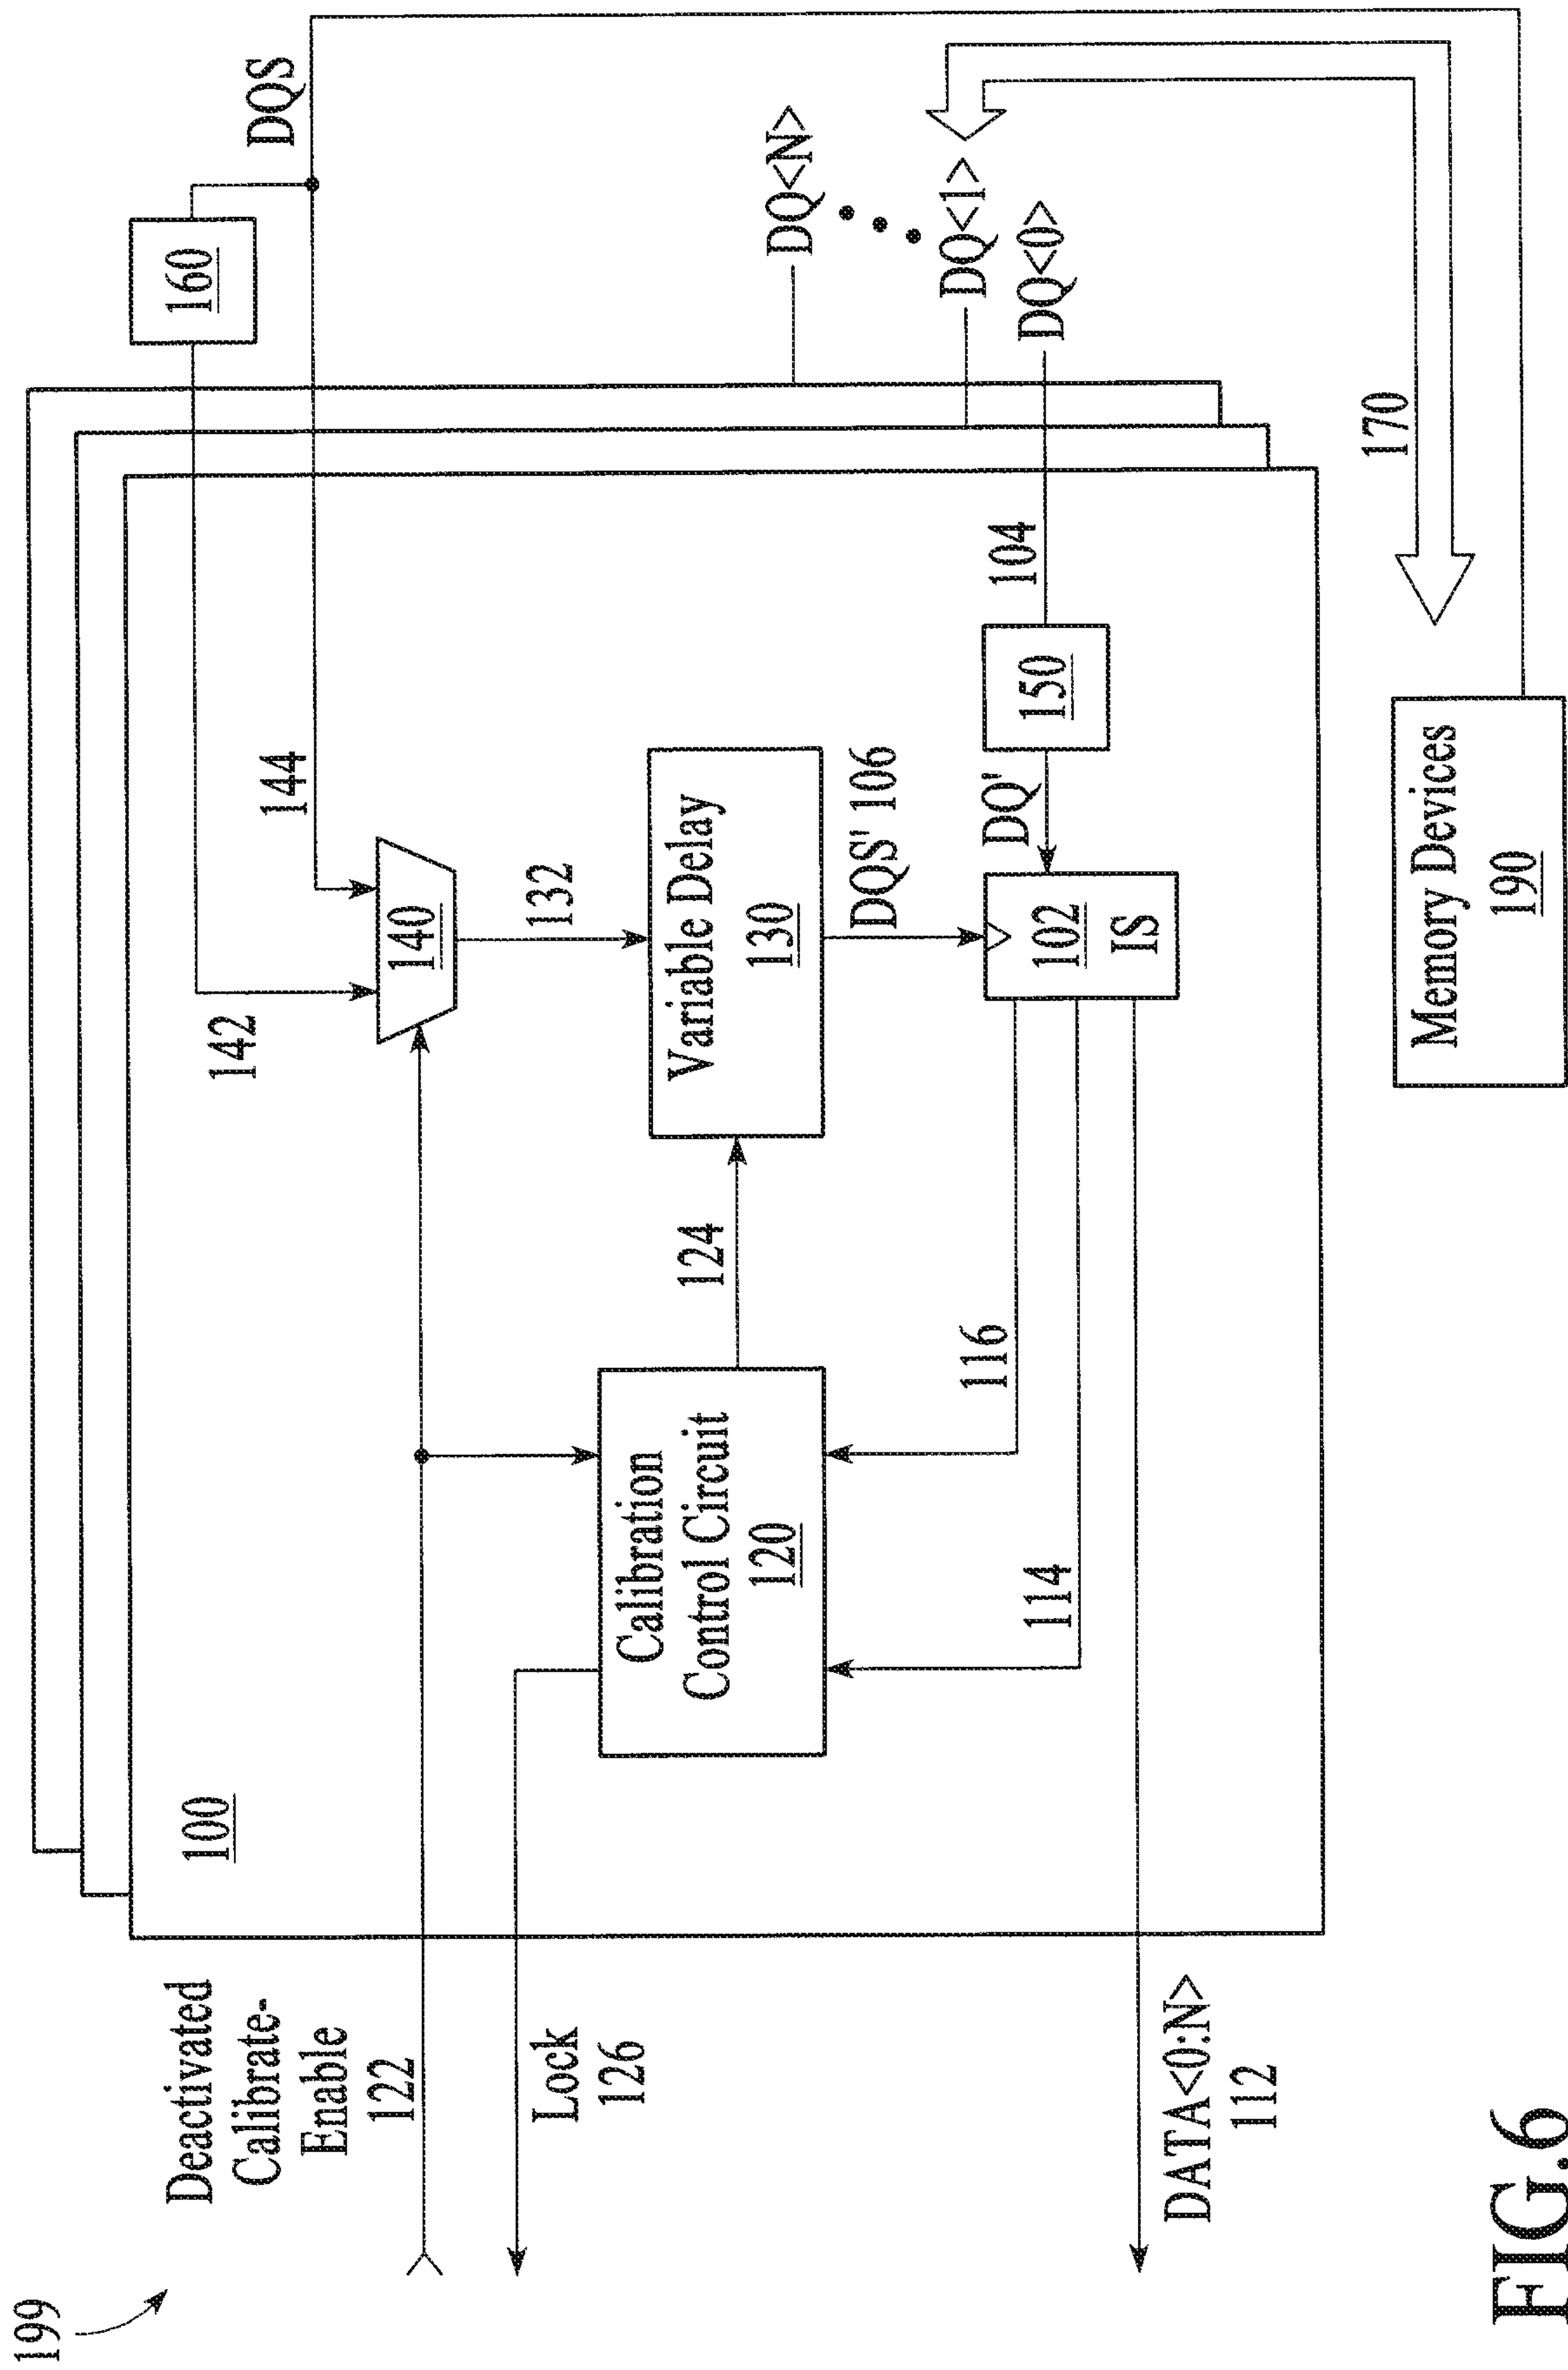 199
Deactivated
Calibrate-
Enable
122
Lock
126
DATA<0:N>
112
100
Calibration
Control Circuit
120
114
116
124
142
144
140
132
Variable Delay
130
DQS' 106
102
IS
DQ'
150
104
160
DQS
DQ<N>
DQ<1>
DQ<0>
170
Memory Devices
190
FIG.6